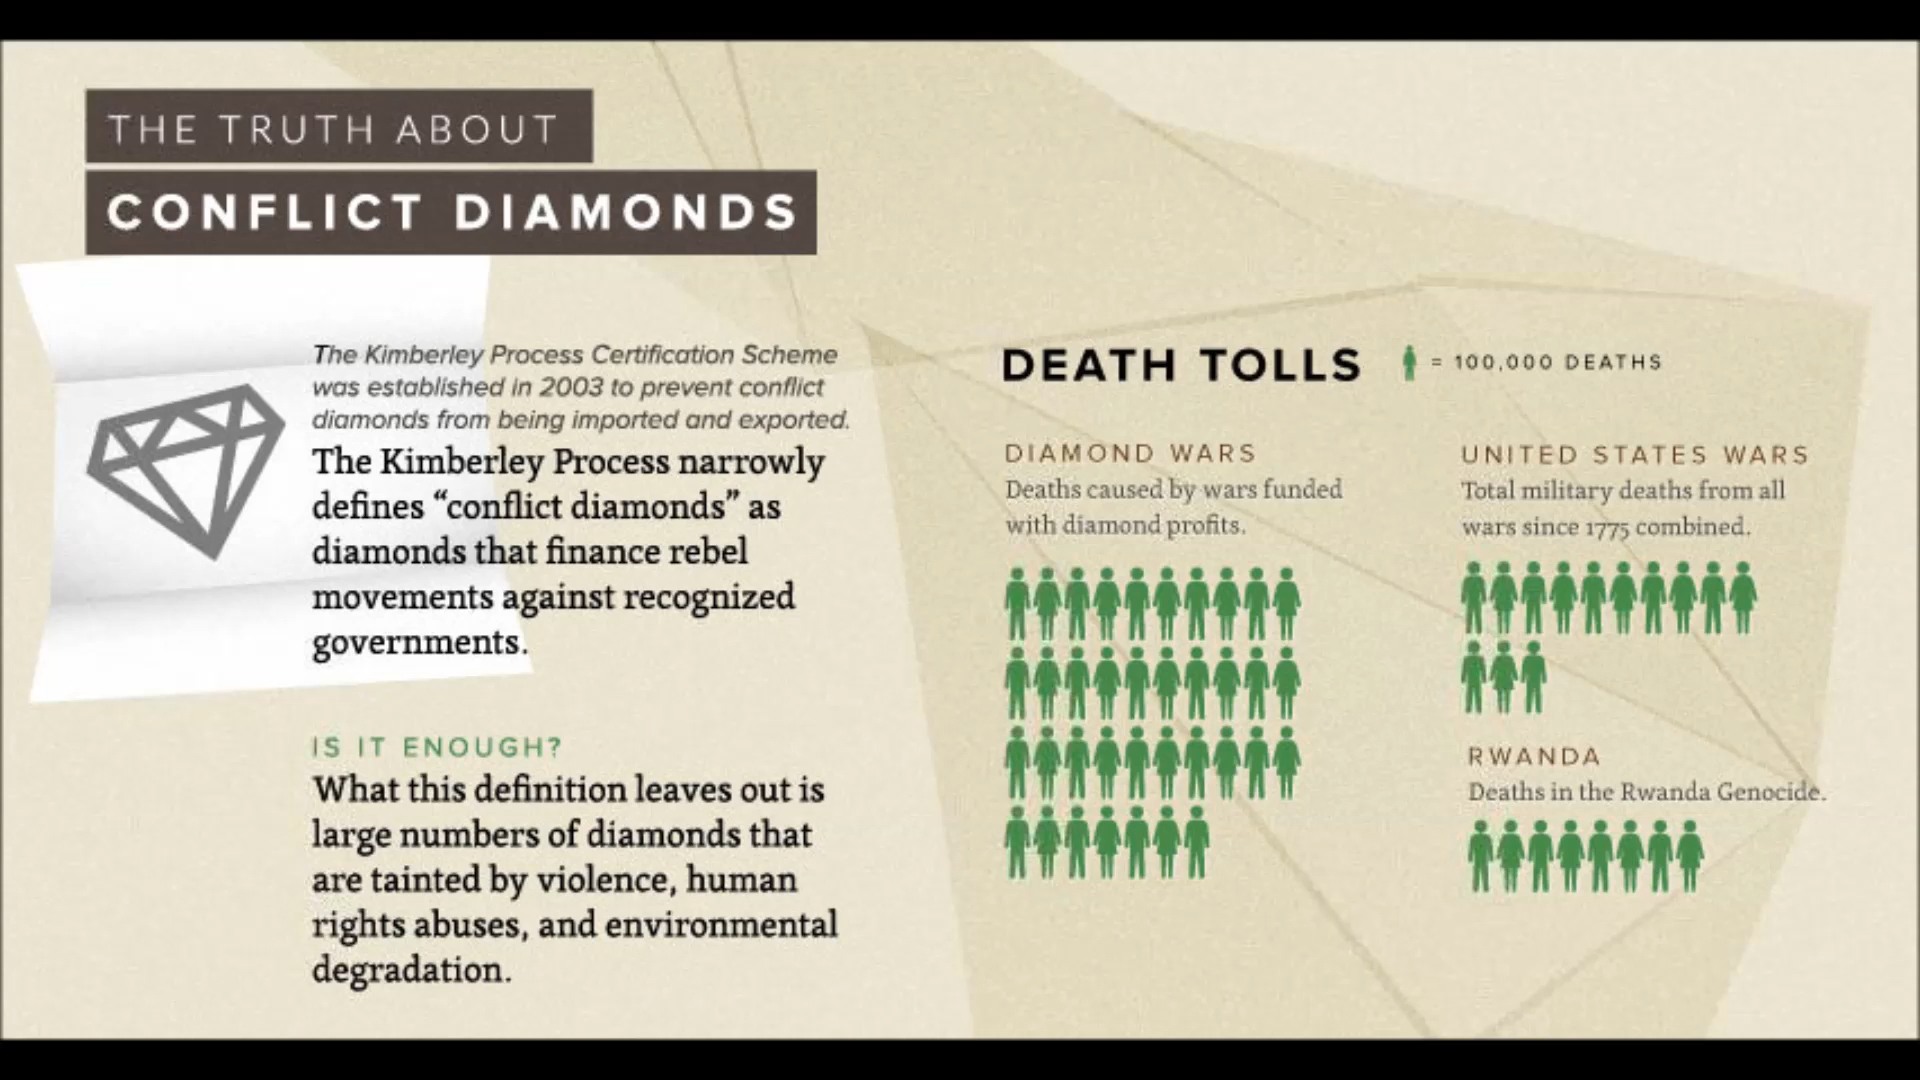 THE TRUTH ABOUT
CONFLICT DIAMONDS
The Kimberley Process Certification Scheme
was established in 2003 to prevent conflict
diamonds from being imported and exported.
The Kimberley Process narrowly
defines “conflict diamonds” as
diamonds that finance rebel
movements against recognized
governments.
IS IT ENOUGH?
What this definition leaves out is
large numbers of diamonds that
are tainted by violence, human
rights abuses, and environmental
degradation.
DEATH TOLLS = 100,000 DEATHS
DIAMOND WARS
Deaths caused by wars funded
with diamond profits.
UNITED STATES WARS
Total military deaths from all
wars since 1775 combined.
RWANDA
Deaths in the Rwanda Genocide.